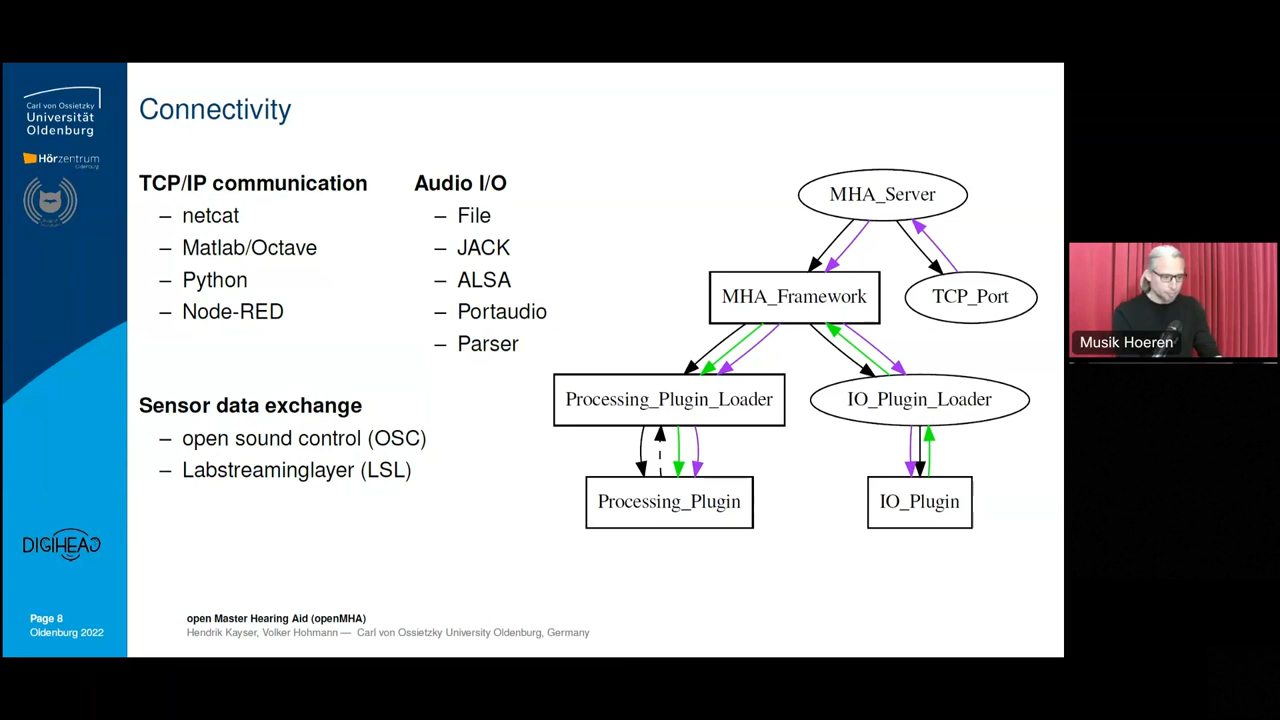 Carl von Ossietzky
Universität
Oldenburg
Hörzentrum
Oldenburg
Connectivity
TCP/IP communication
– netcat
– Matlab/Octave
– Python
– Node-RED
Audio I/O
– File
– JACK
– ALSA
– Portaudio
– Parser
Sensor data exchange
– open sound control (OSC)
– Labstreaminglayer (LSL)
MHA_Server
MHA_Framework
TCP_Port
Processing_Plugin_Loader
IO_Plugin_Loader
Processing_Plugin
IO_Plugin
Musik Hoeren
DIGIHEAD
Page 8
Oldenburg 2022
open Master Hearing Aid (openMHA)
Hendrik Kayser, Volker Hohmann — Carl von Ossietzky University Oldenburg, Germany